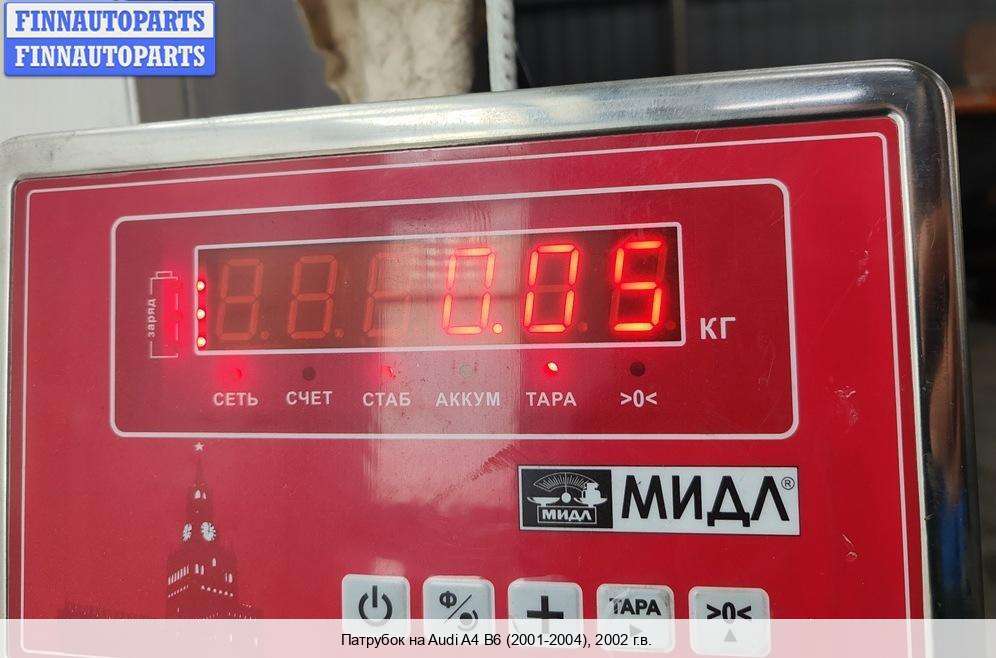 FINNAUTOPARTS
FINNAUTOPARTS
заряд
0.05
КГ
СЕТЬ СЧЕТ СТАБ АККУМ ТАРА >0<
МИДЛ
МИДЛ®
Ф
ТАРА
>0<
Патрубок на Audi A4 B6 (2001-2004), 2002 г.в.